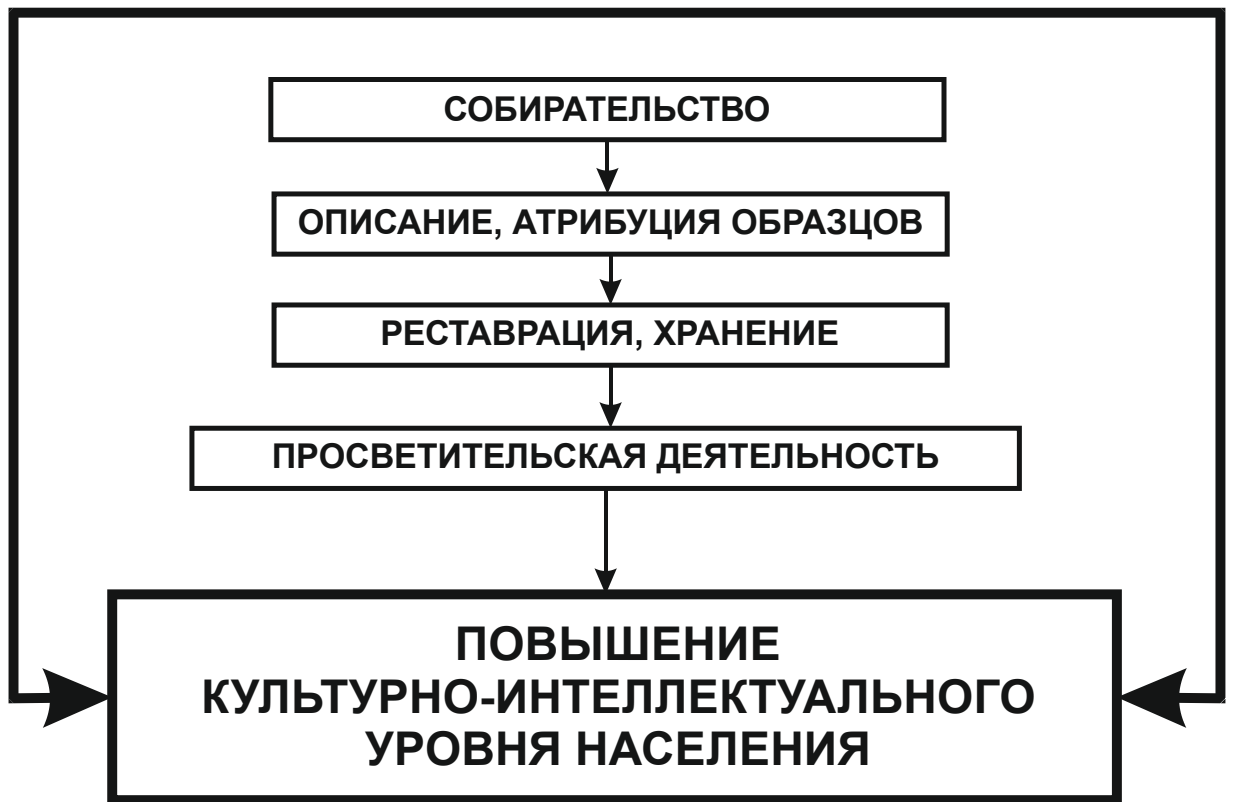 СОБИРАТЕЛЬСТВО
ОПИСАНИЕ, АТРИБУЦИЯ ОБРАЗЦОВ
РЕСТАВРАЦИЯ, ХРАНЕНИЕ
ПРОСВЕТИТЕЛЬСКАЯ ДЕЯТЕЛЬНОСТЬ
ПОВЫШЕНИЕ
КУЛЬТУРНО-ИНТЕЛЛЕКТУАЛЬНОГО
УРОВНЯ НАСЕЛЕНИЯ